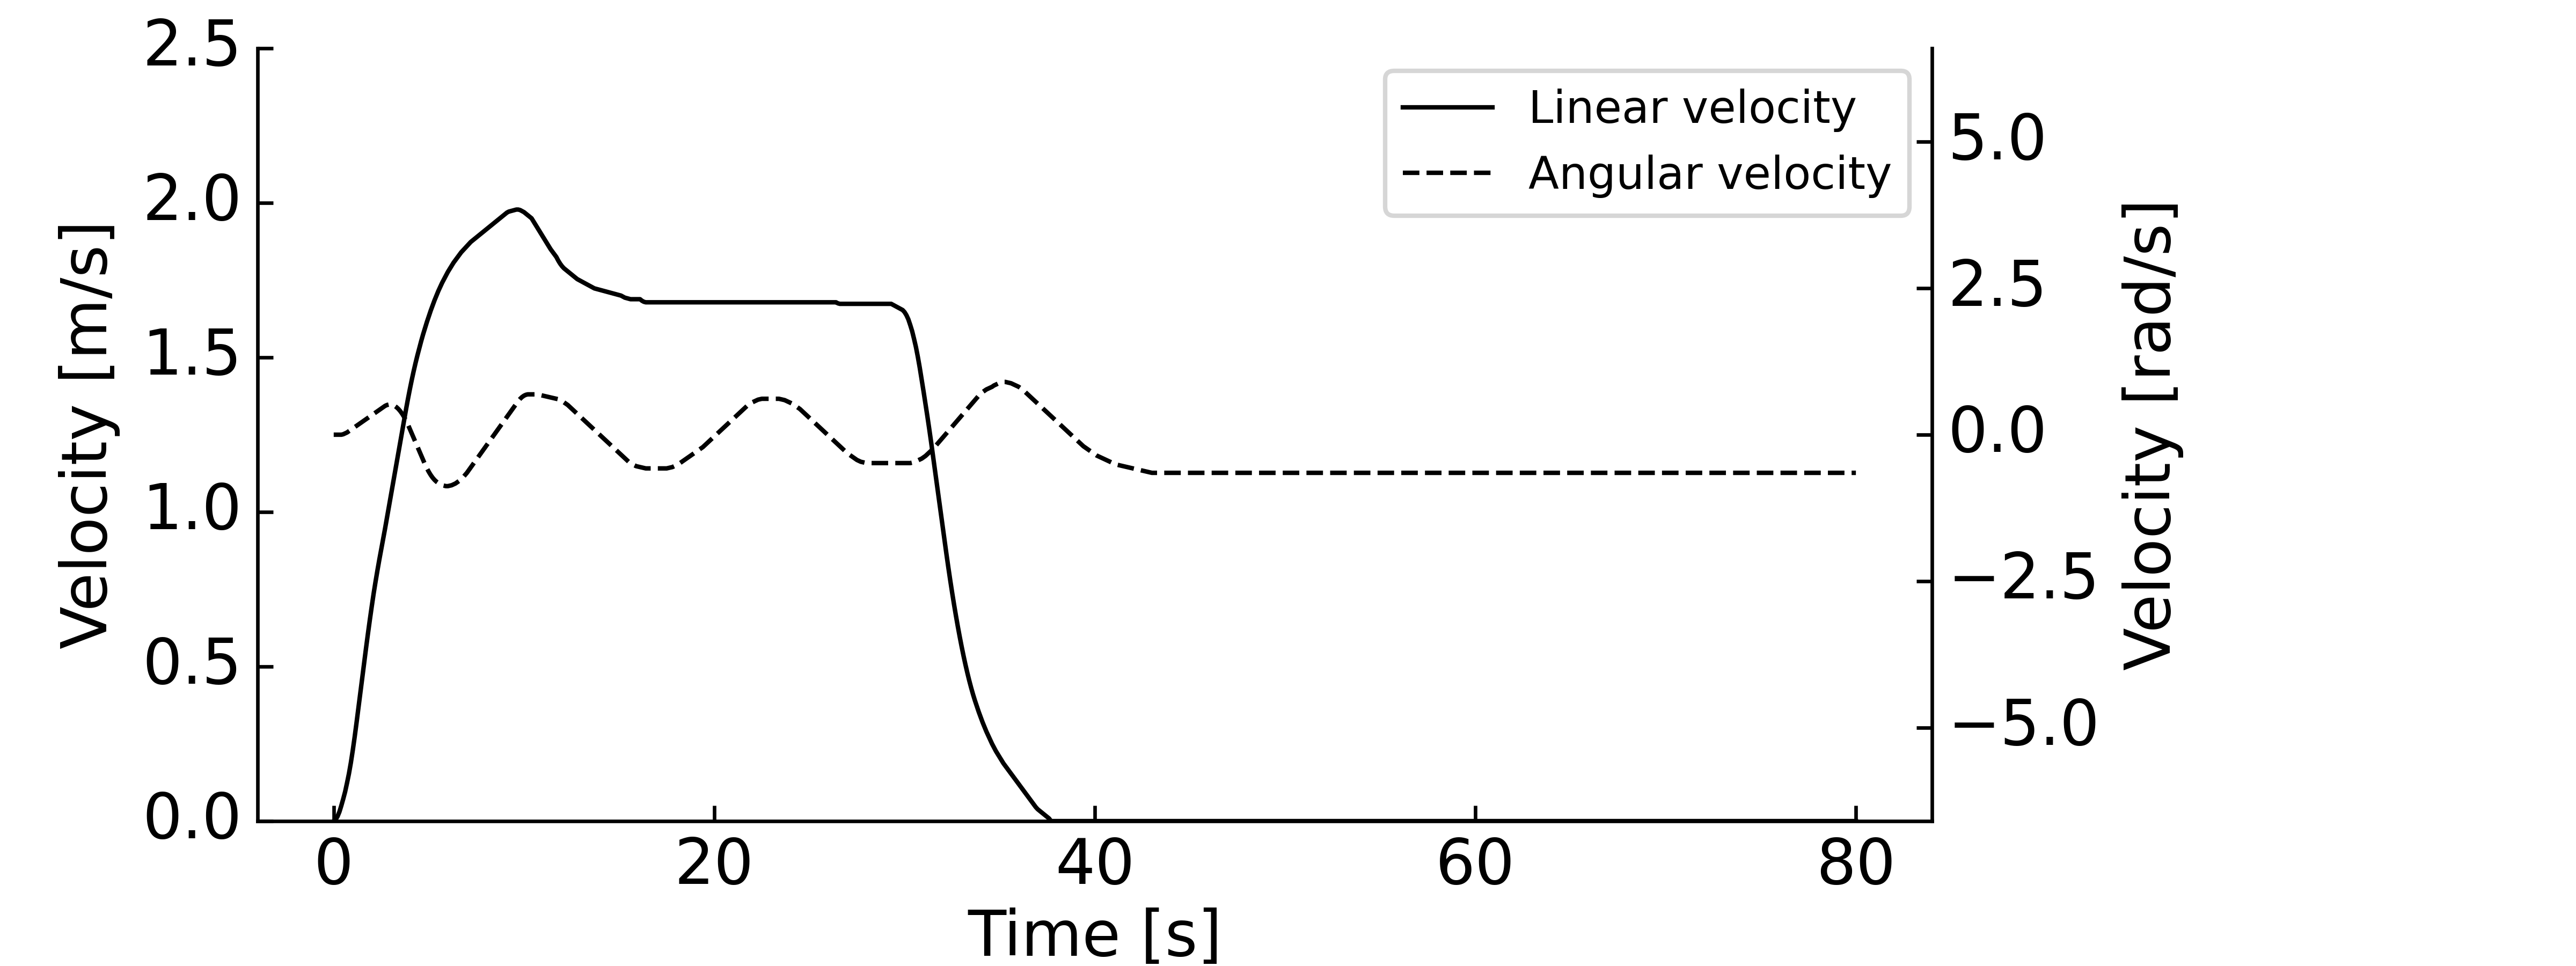 2.5
2.0
1.5
1.0
0.5
0.0
Velocity [m/s]
Linear velocity
Angular velocity
5.0
2.5
0.0
−2.5
−5.0
Velocity [rad/s]
0 20 40 60 80
Time [s]